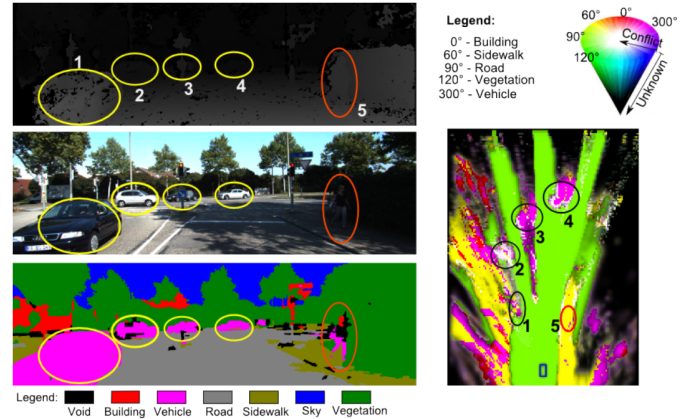 Legend:
0° - Building
60° - Sidewalk
90° - Road
120° - Vegetation
300° - Vehicle
0°
60°
300°
90°
120°
Conflict
Unknown
1
2
3
4
5
1
2
3
4
5
Legend:
Void
Building
Vehicle
Road
Sidewalk
Sky
Vegetation